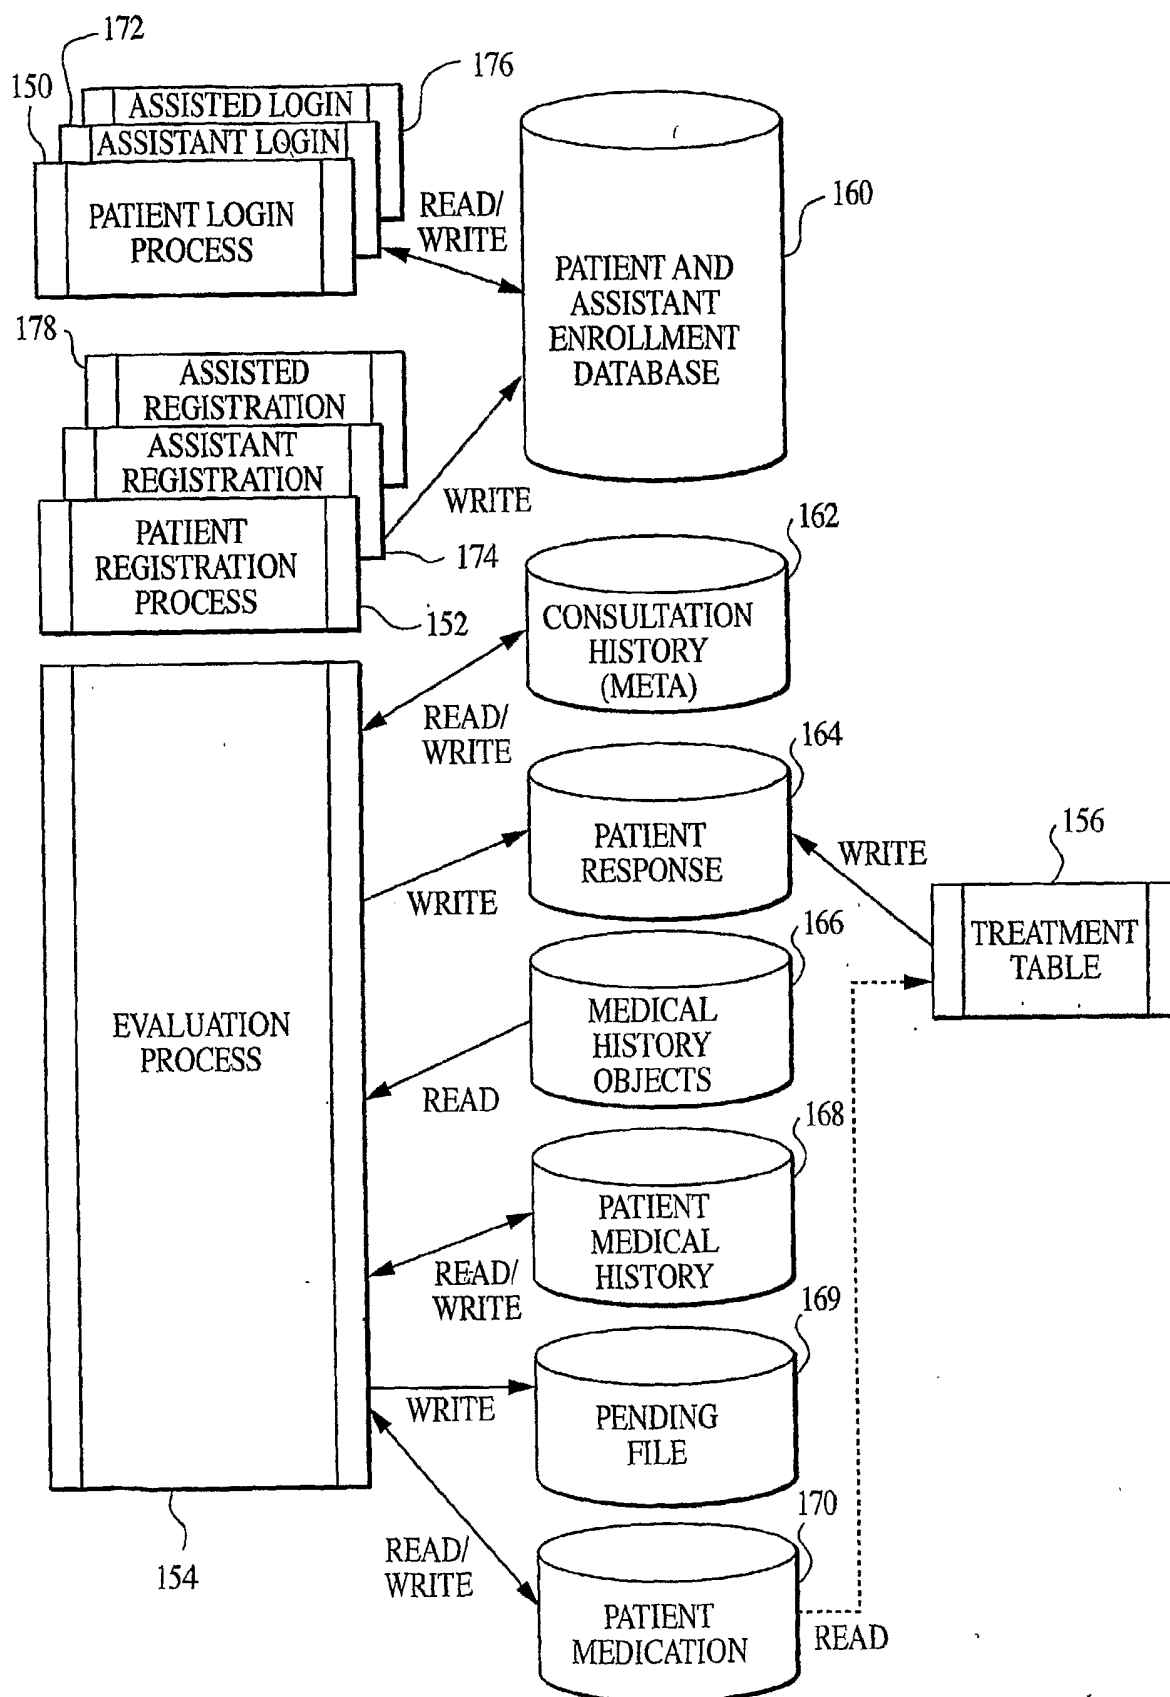 172
150
176
ASSISTED LOGIN
ASSISTANT LOGIN
PATIENT LOGIN
PROCESS
READ/
WRITE
160
PATIENT AND
ASSISTANT
ENROLLMENT
DATABASE
178
ASSISTED
REGISTRATION
ASSISTANT
REGISTRATION
PATIENT
REGISTRATION
PROCESS
WRITE
174
152
162
CONSULTATION
HISTORY
(META)
READ/
WRITE
164
PATIENT
RESPONSE
WRITE
WRITE
156
TREATMENT
TABLE
166
MEDICAL
HISTORY
OBJECTS
EVALUATION
PROCESS
READ
168
PATIENT
MEDICAL
HISTORY
READ/
WRITE
169
PENDING
FILE
WRITE
170
READ/
WRITE
PATIENT
MEDICATION
READ
154